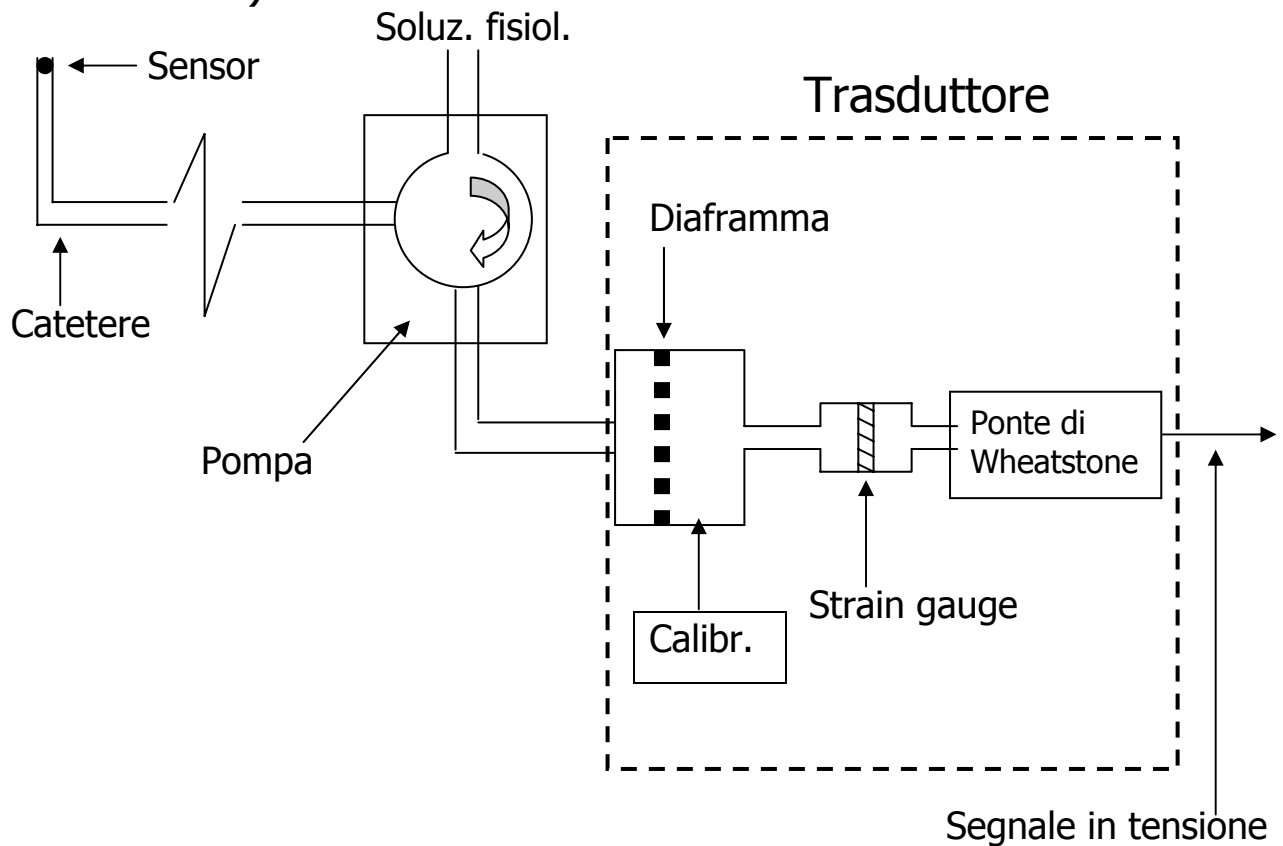 )
Soluz. fisiol.
Sensor
Trasduttore
Diaframma
Catetere
Pompa
Ponte di
Wheatstone
Strain gauge
Calibr.
Segnale in tensione